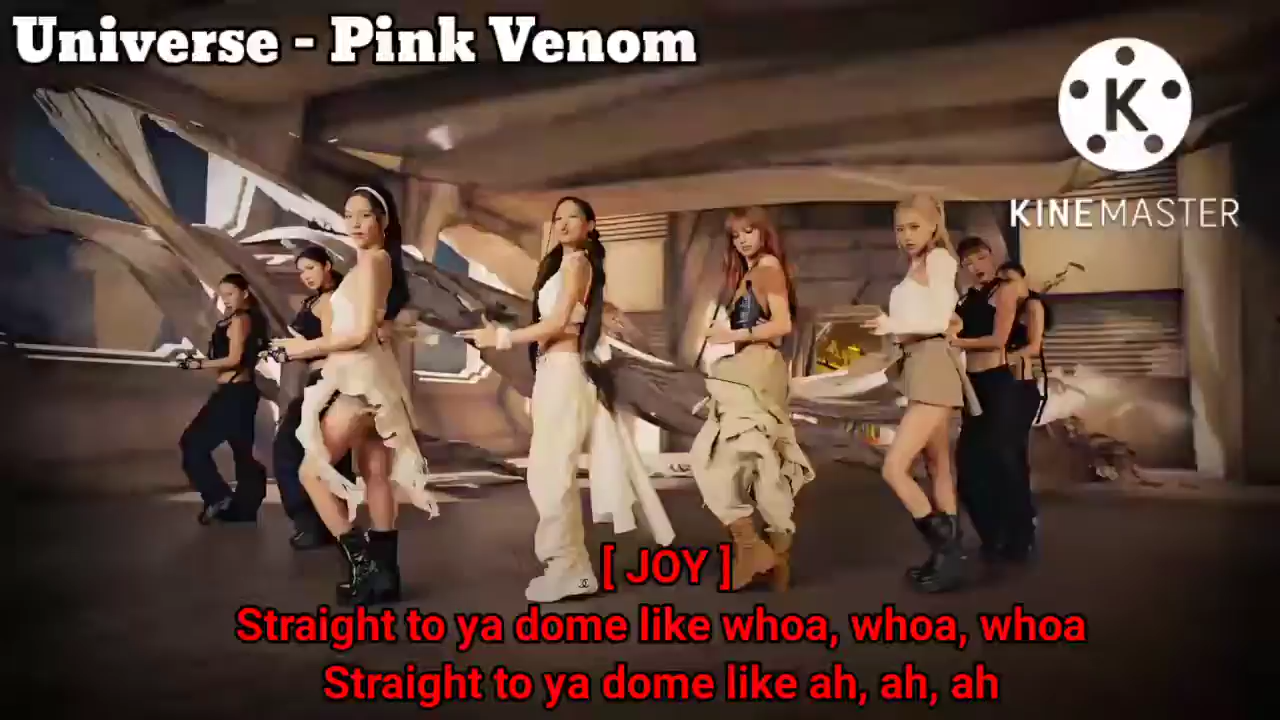 Universe - Pink Venom
K
KINEMASTER
[ JOY ]
Straight to ya dome like whoa, whoa, whoa
Straight to ya dome like ah, ah, ah